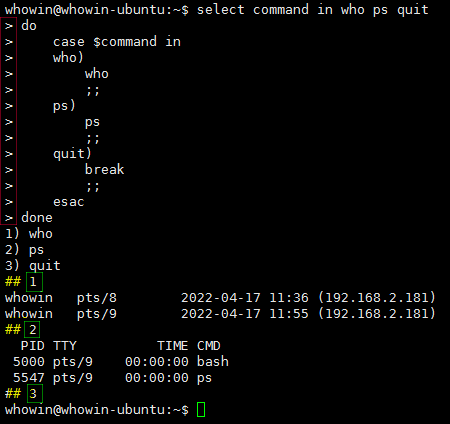 whowin@whowin-ubuntu:~$ select command in who ps quit
> do
>     case $command in
>     who)
>         who
>         ;;
>     ps)
>         ps
>         ;;
>     quit)
>         break
>         ;;
>     esac
> done
1) who
2) ps
3) quit
## 1
whowin   pts/8        2022-04-17 11:36 (192.168.2.181)
whowin   pts/9        2022-04-17 11:55 (192.168.2.181)
## 2
  PID TTY          TIME CMD
 5000 pts/9    00:00:00 bash
 5547 pts/9    00:00:00 ps
## 3
whowin@whowin-ubuntu:~$